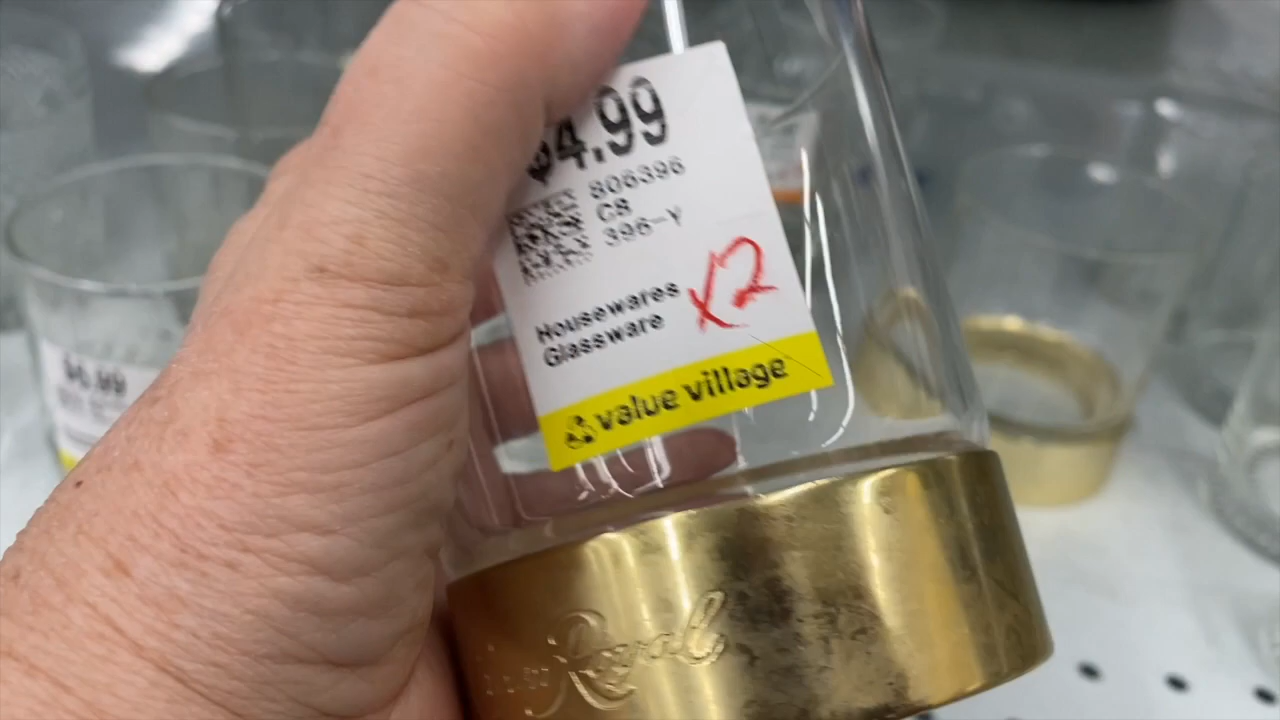 $4.99
806396
C8
396-Y
x2
Housewares
Glassware
value village
Royal